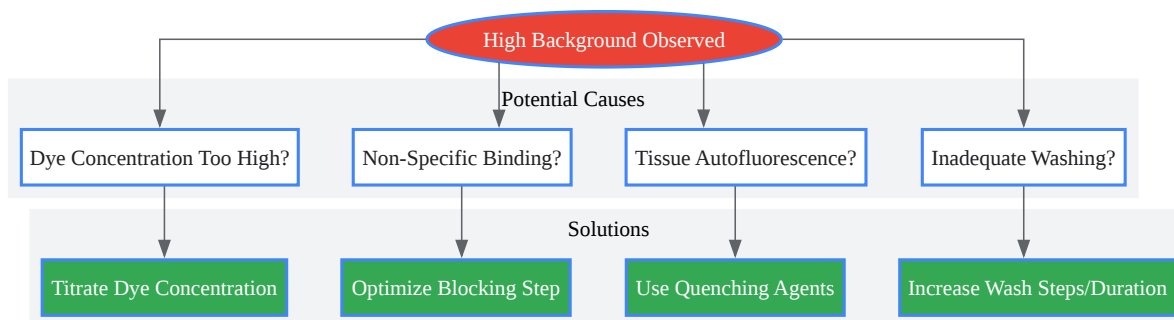 High Background Observed
Potential Causes
Dye Concentration Too High?
Non-Specific Binding?
Tissue Autofluorescence?
Inadequate Washing?
Solutions
Titrate Dye Concentration
Optimize Blocking Step
Use Quenching Agents
Increase Wash Steps/Duration